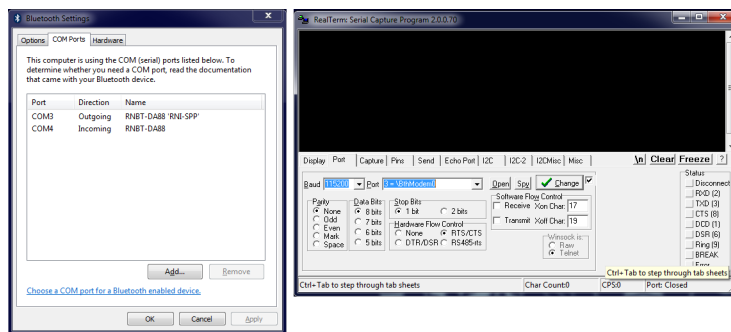 Bluetooth Settings
x
Options
COM Ports
Hardware
This computer is using the COM (serial) ports listed below. To
determine whether you need a COM port, read the documentation
that came with your Bluetooth device.
Port Direction Name
COM3 Outgoing RNBT-DA88 'RNI-SPP'
COM4 Incoming RNBT-DA88
Add...
Remove
Choose a COM port for a Bluetooth enabled device.
OK
Cancel
Apply
RealTerm: Serial Capture Program 2.0.0.70
Display Port Capture Pins Send Echo Port I2C I2C-2 I2CMisc Misc \n Clear Freeze ?
Baud 115200 Port 3 = \BthModem0 Open Spy Change
Parity
None
Odd
Even
Mark
Space
Data Bits
8 bits
7 bits
6 bits
5 bits
Stop Bits
1 bit 2 bits
Hardware Flow Control
None RTS/CTS
DTR/DSR RS485-rts
Software Flow Control
Receive Xon Char: 17
Transmit Xoff Char: 19
Winsock is:
Raw
Telnet
Status
Disconnect
RXD (2)
TXD (3)
CTS (8)
DCD (1)
DSR (6)
Ring (9)
BREAK
Error
Ctrl+Tab to step through tab sheets
Ctrl+Tab to step through tab sheets
Char Count:0
CPS:0
Port: Closed